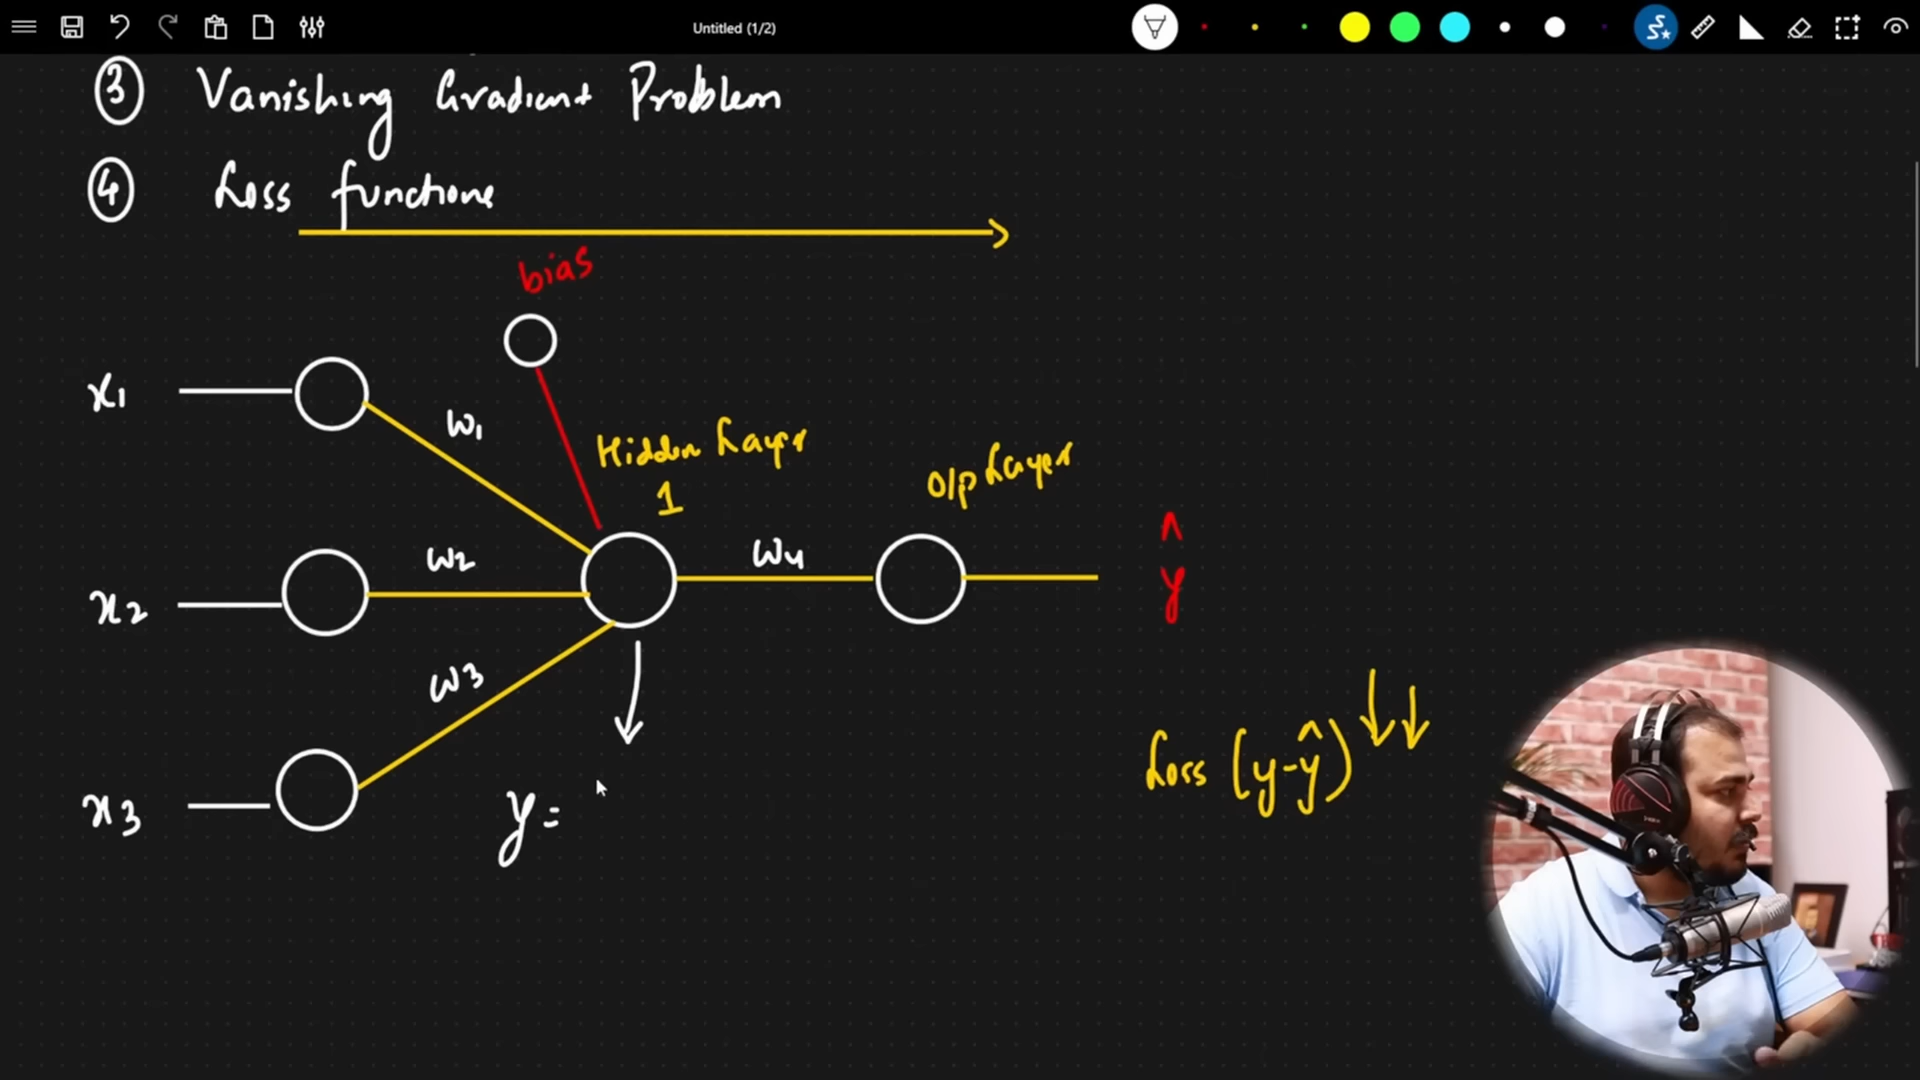 Untitled (1/2)
③ Vanishing Gradient Problem
④ Loss functions
bias
x1
w1
Hidden Layer
1
O/p Layer
x2
w2
w4
ŷ
w3
Loss (y-ŷ) ↓↓
x3
y=